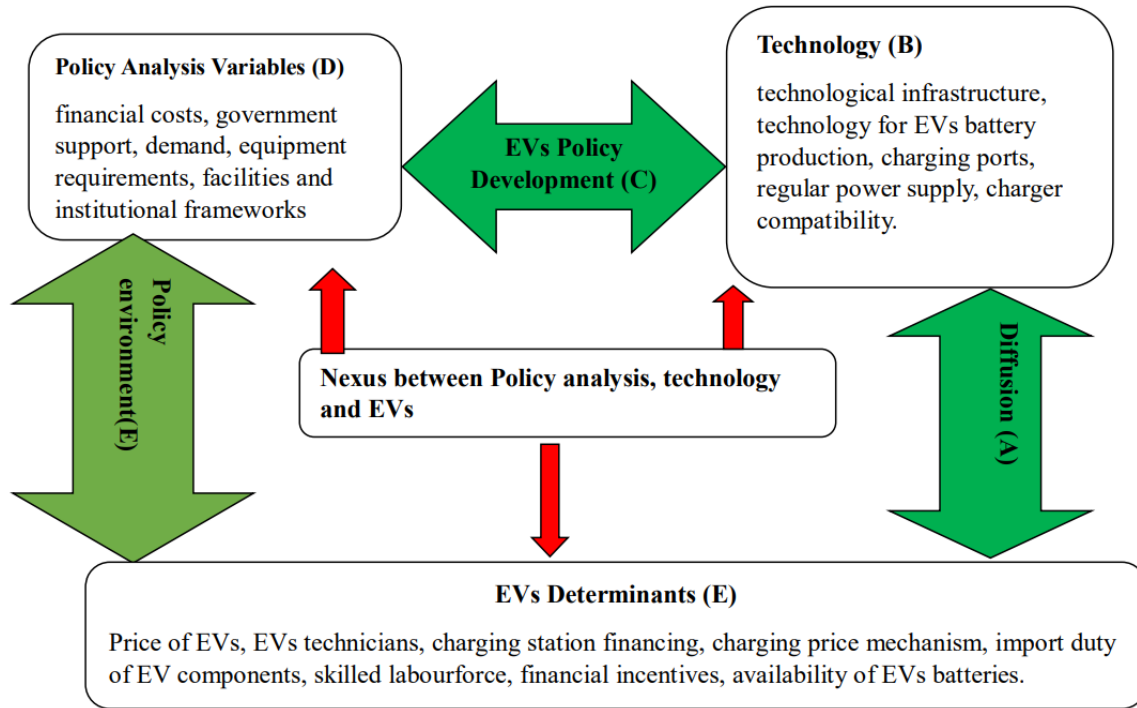 Policy Analysis Variables (D)
financial costs, government
support, demand, equipment
requirements, facilities and
institutional frameworks
EVs Policy
Development (C)
Technology (B)
technological infrastructure,
technology for EVs battery
production, charging ports,
regular power supply, charger
compatibility.
Policy
environment(E)
Nexus between Policy analysis, technology
and EVs
Diffusion (A)
EVs Determinants (E)
Price of EVs, EVs technicians, charging station financing, charging price mechanism, import duty
of EV components, skilled labourforce, financial incentives, availability of EVs batteries.